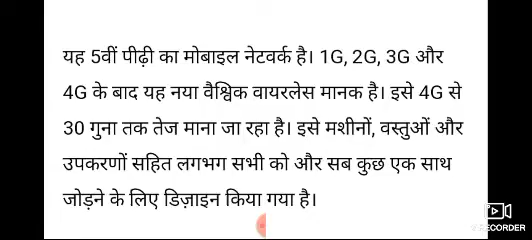 यह 5वीं पीढ़ी का मोबाइल नेटवर्क है। 1G, 2G, 3G और
4G के बाद यह नया वैश्विक वायरलेस मानक है। इसे 4G से
30 गुना तक तेज माना जा रहा है। इसे मशीनों, वस्तुओं और
उपकरणों सहित लगभग सभी को और सब कुछ एक साथ
जोड़ने के लिए डिज़ाइन किया गया है।
RECORDER